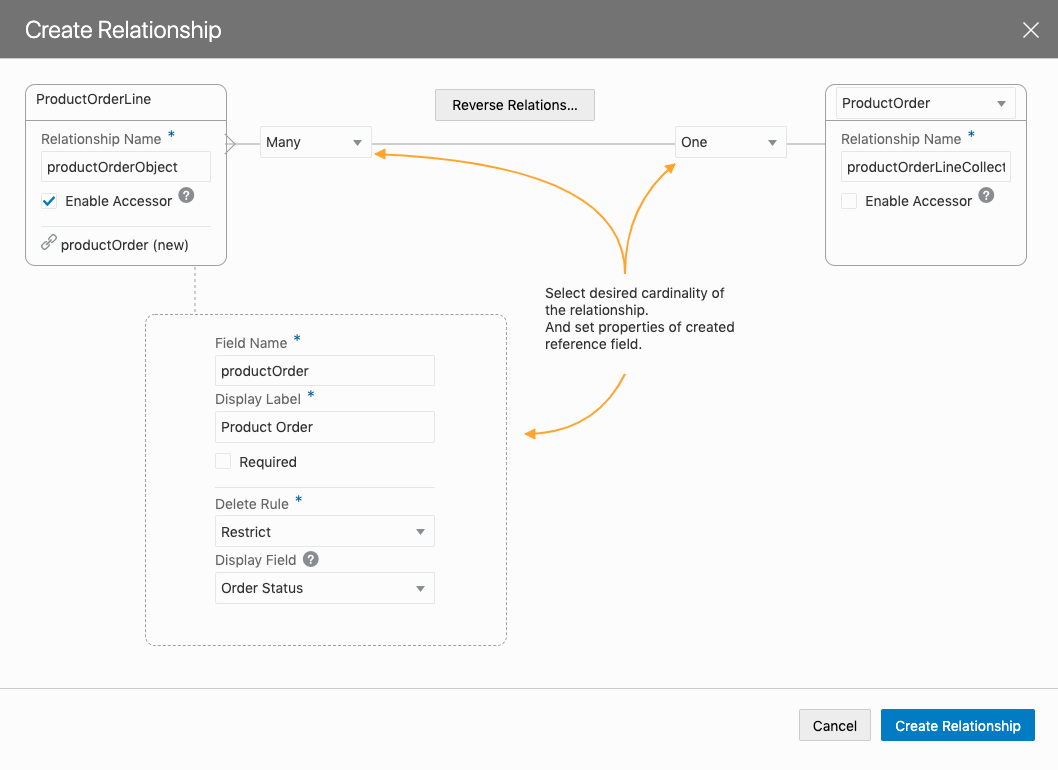 Create Relationship
ProductOrderLine
Relationship Name *
productOrderObject
Enable Accessor ?
productOrder (new)
Reverse Relations...
Many
One
ProductOrder
Relationship Name *
productOrderLineCollect
Enable Accessor ?
Select desired cardinality of
the relationship.
And set properties of created
reference field.
Field Name *
productOrder
Display Label *
Product Order
Required
Delete Rule *
Restrict
Display Field ?
Order Status
Cancel
Create Relationship